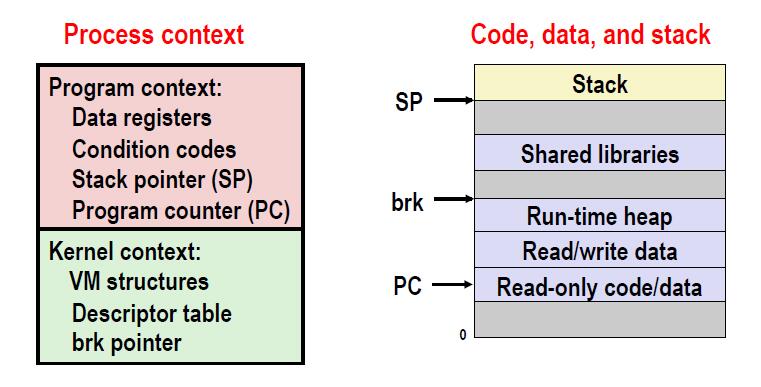 Process context
Program context:
Data registers
Condition codes
Stack pointer (SP)
Program counter (PC)
Kernel context:
VM structures
Descriptor table
brk pointer
Code, data, and stack
Stack
SP
Shared libraries
brk
Run-time heap
Read/write data
PC
Read-only code/data
0